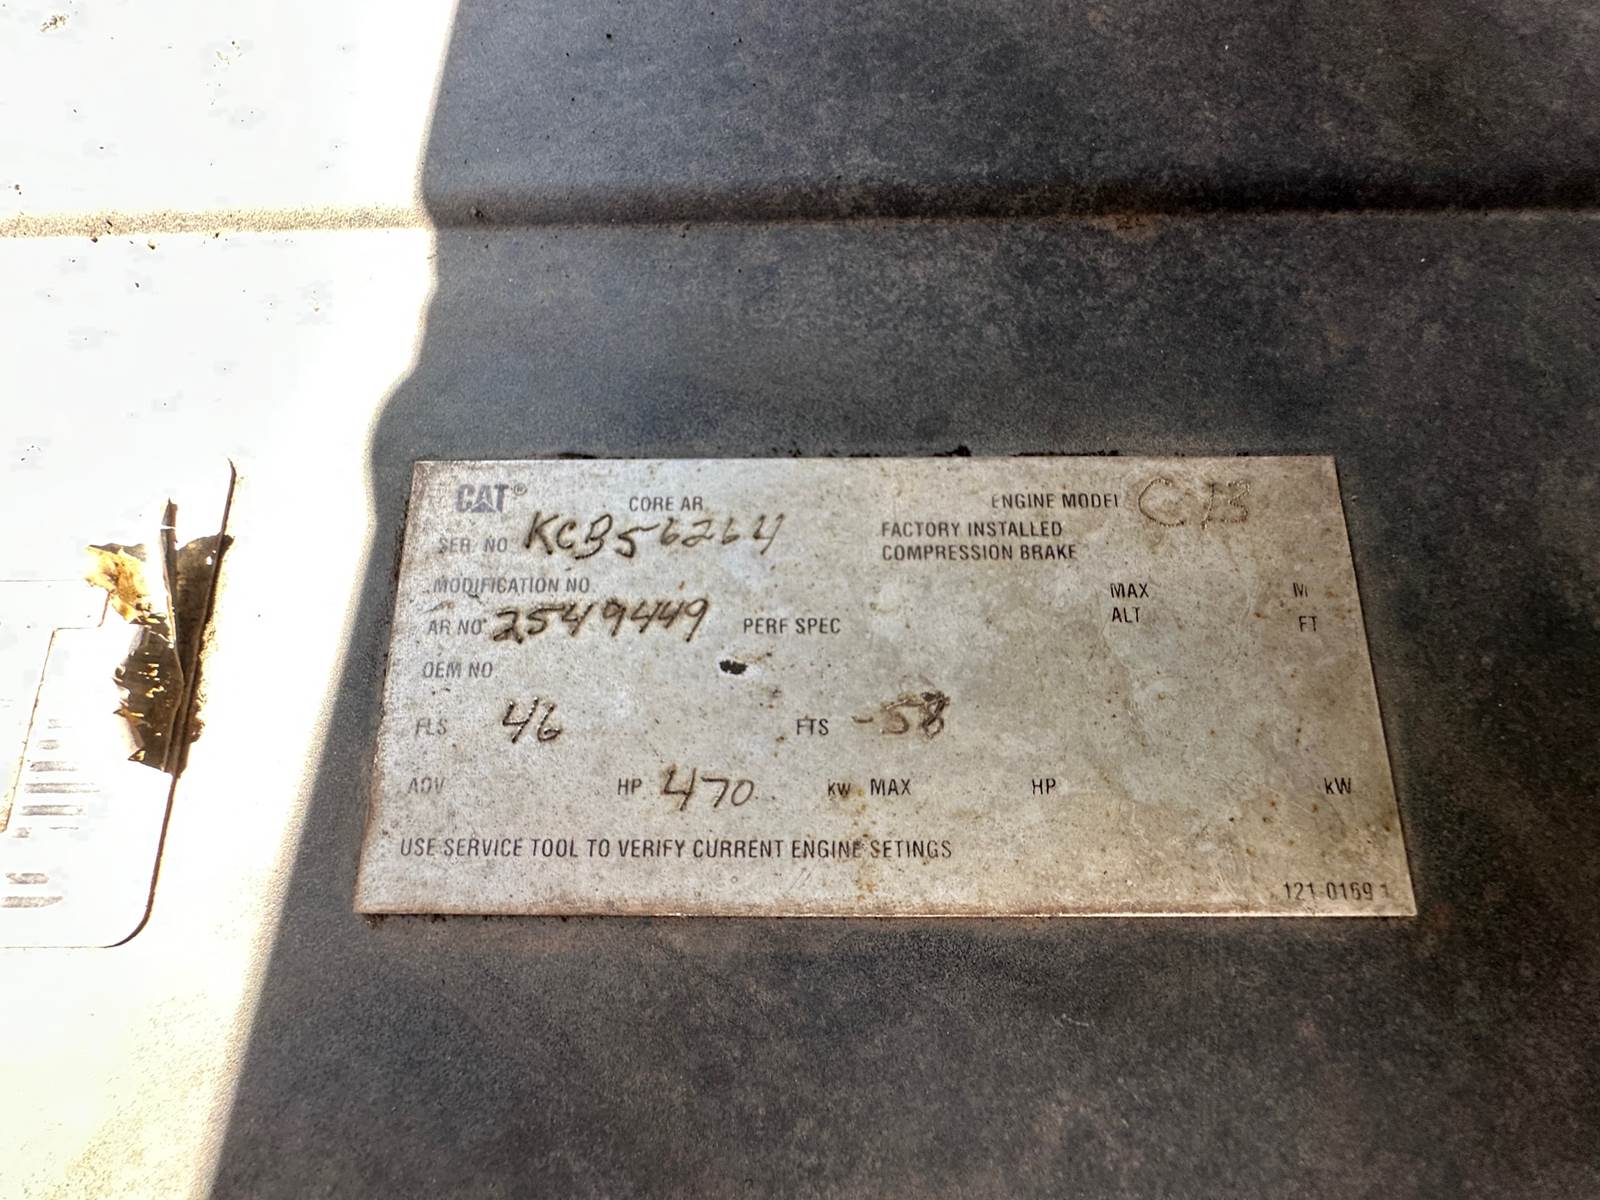 CAT® CORE AR ENGINE MODEL C13
SER. NO KCB56264 FACTORY INSTALLED
COMPRESSION BRAKE
MODIFICATION NO MAX M
AR NO 2549449 PERF SPEC ALT FT
OEM NO
FLS 46 FTS -58
ADV HP 470 kW MAX HP kW
USE SERVICE TOOL TO VERIFY CURRENT ENGINE SETINGS
121-0169 1